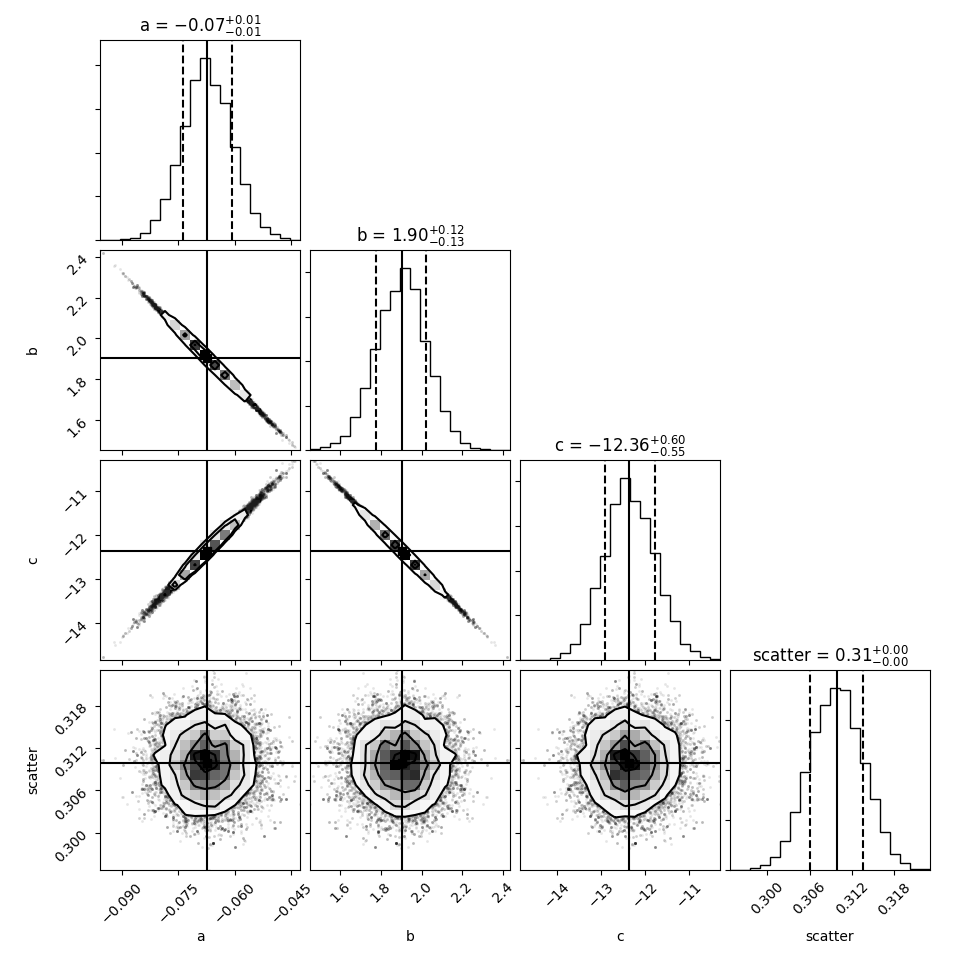 a = −0.07+0.01 −0.01
b = 1.90+0.12 −0.13
2.4
2.2
2.0
1.8
1.6
b
c = −12.36+0.60 −0.55
−11
−12
−13
−14
c
scatter = 0.31+0.00 −0.00
0.318
0.312
0.306
0.300
scatter
−0.090 −0.075 −0.060 −0.045 1.6 1.8 2.0 2.2 2.4 −14 −13 −12 −11 0.300 0.306 0.312 0.318
a b c scatter